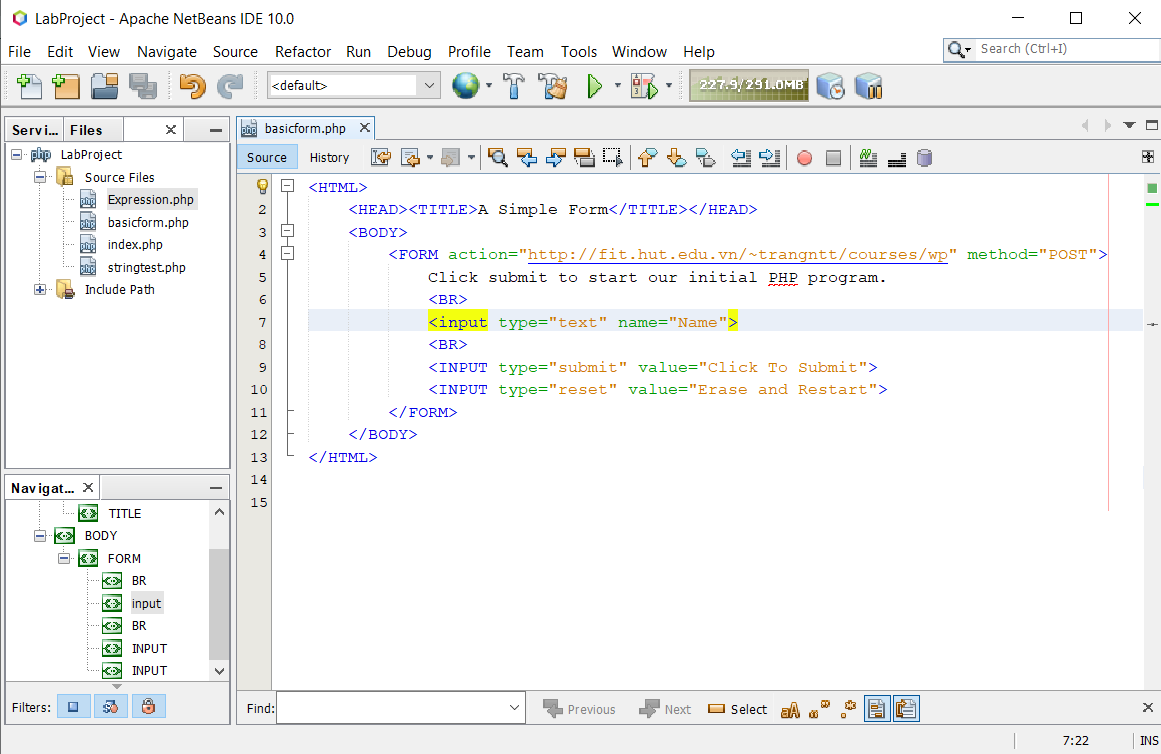 LabProject - Apache NetBeans IDE 10.0
File Edit View Navigate Source Refactor Run Debug Profile Team Tools Window Help
Search (Ctrl+I)
<default>
227.9/291.0MB
Servi... Files
LabProject
Source Files
Expression.php
basicform.php
index.php
stringtest.php
Include Path
Navigat...
TITLE
BODY
FORM
BR
input
BR
INPUT
INPUT
Filters:
basicform.php
Source History
<HTML>
2 <HEAD><TITLE>A Simple Form</TITLE></HEAD>
3 <BODY>
4 <FORM action="http://fit.hut.edu.vn/~trangntt/courses/wp" method="POST">
5 Click submit to start our initial PHP program.
6 <BR>
7 <input type="text" name="Name">
8 <BR>
9 <INPUT type="submit" value="Click To Submit">
10 <INPUT type="reset" value="Erase and Restart">
11 </FORM>
12 </BODY>
13 </HTML>
14
15
Find: Previous Next Select aA
7:22 INS